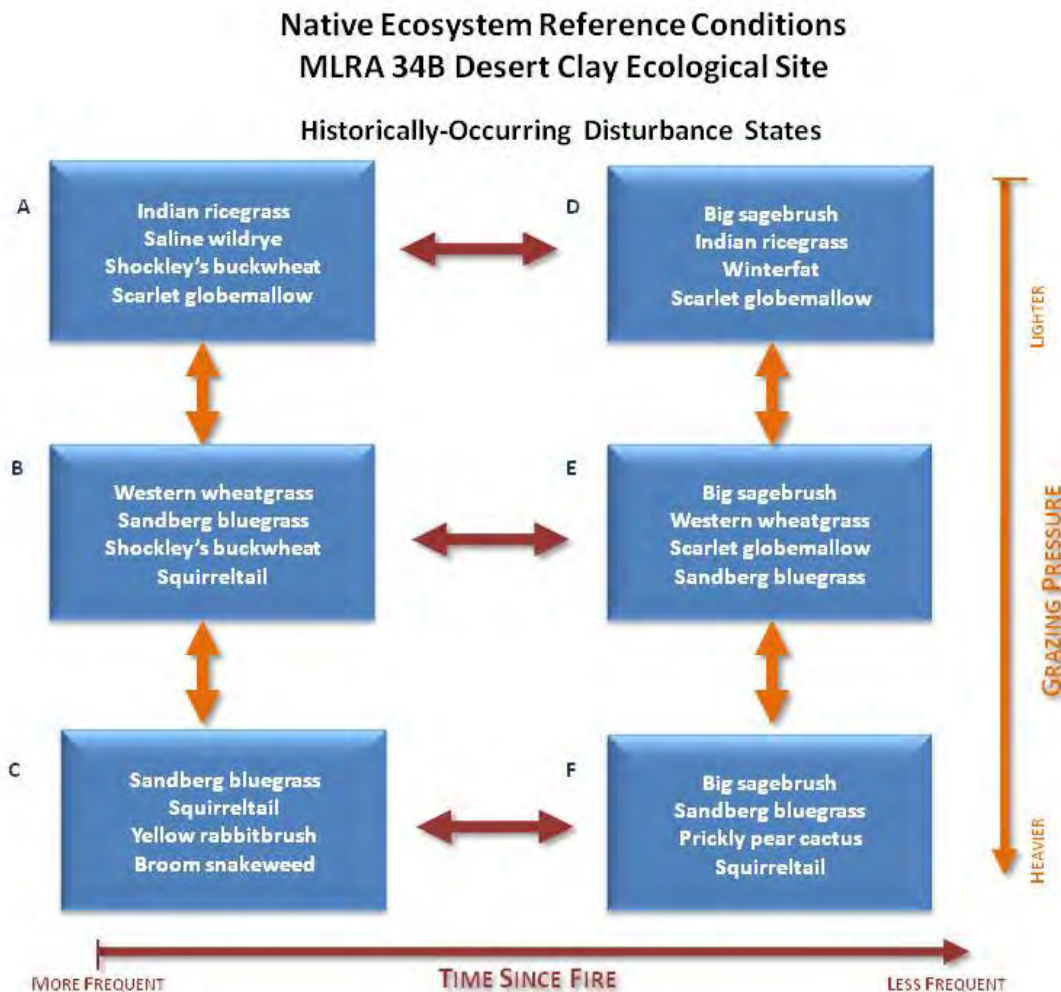 Native Ecosystem Reference Conditions
MLRA 34B Desert Clay Ecological Site
Historically-Occurring Disturbance States
A
Indian ricegrass
Saline wildrye
Shockley's buckwheat
Scarlet globemallow
D
Big sagebrush
Indian ricegrass
Winterfat
Scarlet globemallow
B
Western wheatgrass
Sandberg bluegrass
Shockley's buckwheat
Squirreltail
E
Big sagebrush
Western wheatgrass
Scarlet globemallow
Sandberg bluegrass
C
Sandberg bluegrass
Squirreltail
Yellow rabbitbrush
Broom snakeweed
F
Big sagebrush
Sandberg bluegrass
Prickly pear cactus
Squirreltail
LIGHTER
GRAZING PRESSURE
HEAVIER
MORE FREQUENT
TIME SINCE FIRE
LESS FREQUENT